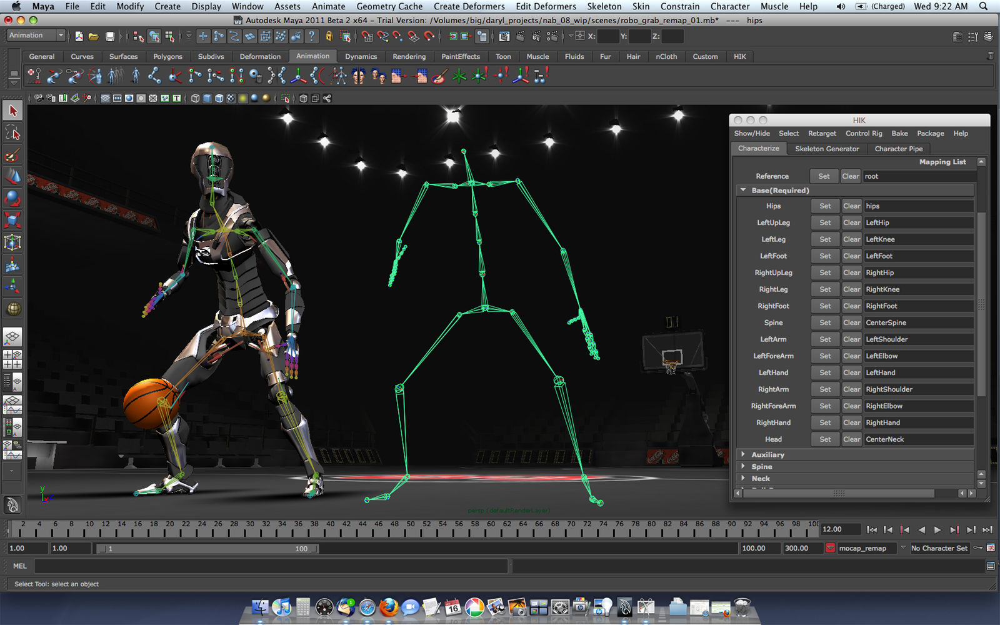 Maya File Edit Modify Create Assets Display Window Animate Geometry Cache Create Deformers Edit Deformers Skeleton Skin Constrain Character Muscle Help (Charged) Wed 9:22 AM
Autodesk Maya 2011 Beta 2 x64 - Trial Version: /Volumes/big/daryl_projects/nab_08_wip/scenes/robo_grab_remap_01.mb* --- hips
Animation X: Y: Z:
General Curves Surfaces Polygons Subdivs Deformation Animation Dynamics Rendering PaintEffects Toon Muscle Fluids Fur Hair nCloth Custom HIK
HIK
Show/Hide Select Retarget Control Rig Bake Package Help
Characterize Skeleton Generator Character Pipe
Mapping List
Reference Set Clear root
Base(Required)
Hips Set Clear hips
LeftUpLeg Set Clear LeftHip
LeftLeg Set Clear LeftKnee
LeftFoot Set Clear LeftFoot
RightUpLeg Set Clear RightHip
RightLeg Set Clear RightKnee
RightFoot Set Clear RightFoot
Spine Set Clear CenterSpine
LeftArm Set Clear LeftShoulder
LeftForeArm Set Clear LeftElbow
LeftHand Set Clear LeftHand
RightArm Set Clear RightShoulder
RightForeArm Set Clear RightElbow
RightHand Set Clear RightHand
Head Set Clear CenterNeck
Auxiliary
Spine
Neck
y
persp (defaultRenderLayer)
2 4 6 8 10 12 14 16 18 20 22 24 26 28 30 32 34 36 38 40 42 44 46 48 50 52 54 56 58 60 62 64 66 68 70 72 74 76 78 80 82 84 86 88 90 92 94 96 98 100 12.00
1.00 1.00 1 100 100.00 300.00 mocap_remap No Character Set
MEL
Select Tool: select an object
1 16